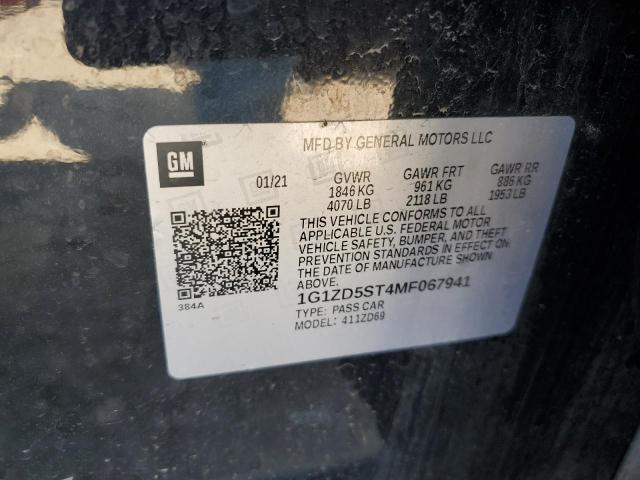 MFD BY GENERAL MOTORS LLC
GM
01/21
GVWR GAWR FRT GAWR RR
1846 KG 961 KG 886 KG
4070 LB 2118 LB 1953 LB
THIS VEHICLE CONFORMS TO ALL
APPLICABLE U.S. FEDERAL MOTOR
VEHICLE SAFETY, BUMPER, AND THEFT
PREVENTION STANDARDS IN EFFECT ON
THE DATE OF MANUFACTURE SHOWN
ABOVE.
384A
1G1ZD5ST4MF067941
TYPE: PASS CAR
MODEL: 411ZD69